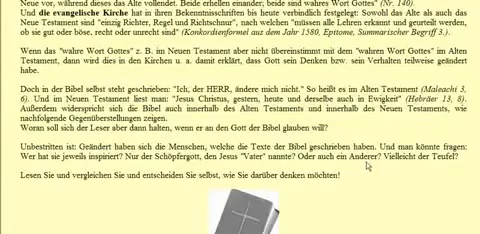 Neue vor, während dieses das Alte vollendet. Beide erhellen einander; beide sind wahres Wort Gottes" (Nr. 140).
Und die evangelische Kirche hat in ihren Bekenntnisschriften bis heute verbindlich festgelegt: Sowohl das Alte als auch das
Neue Testament sind "einzig Richter, Regel und Richtschnur", nach welchen "müssen alle Lehren erkannt und geurteilt werden,
ob sie gut oder böse, recht oder unrecht sind" (Konkordienformel aus dem Jahr 1580, Epitome, Summarischer Begriff 3.).
Wenn das "wahre Wort Gottes" z. B. im Neuen Testament aber nicht übereinstimmt mit dem "wahren Wort Gottes" im Alten
Testament, dann wird dies in den Kirchen u. a. damit erklärt, dass Gott sein Denken bzw. sein Verhalten teilweise geändert
habe.
Doch in der Bibel selbst steht geschrieben: "Ich, der HERR, ändere mich nicht." So heißt es im Alten Testament (Maleachi 3,
6). Und im Neuen Testament liest man: "Jesus Christus, gestern, heute und derselbe auch in Ewigkeit" (Hebräer 13, 8).
Außerdem widerspricht sich die Bibel auch innerhalb des Alten Testaments und innerhalb des Neuen Testaments, wie
nachfolgende Gegenüberstellungen zeigen.
Woran soll sich der Leser aber dann halten, wenn er an den Gott der Bibel glauben will?
Unbestritten ist: Geändert haben sich die Menschen, welche die Texte der Bibel geschrieben haben. Und man könnte fragen:
Wer hat sie jeweils inspiriert? Nur der Schöpfergott, den Jesus "Vater" nannte? Oder auch ein Anderer? Vielleicht der Teufel?
Lesen Sie und vergleichen Sie und entscheiden Sie selbst, wie Sie darüber denken möchten!